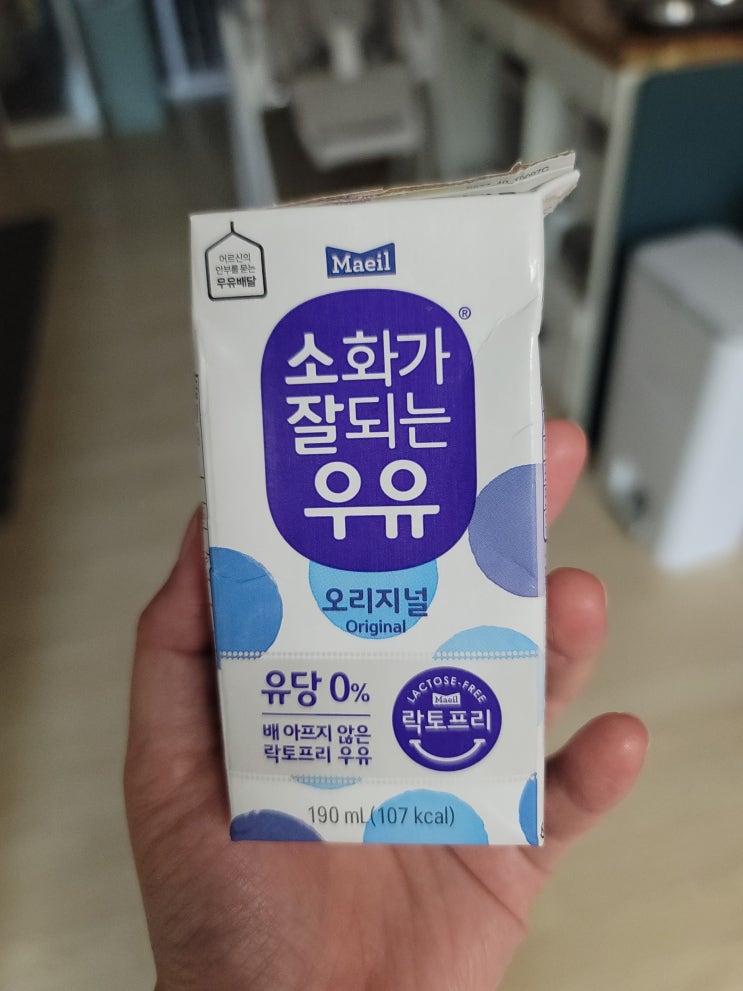 어르신의
안부를 묻는
우유배달
Maeil
소화가
잘되는
우유
®
오리지널
Original
유당 0%
배 아프지 않은
락토프리 우유
LACTOSE-FREE
Maeil
락토프리
190 mL(107 kcal)